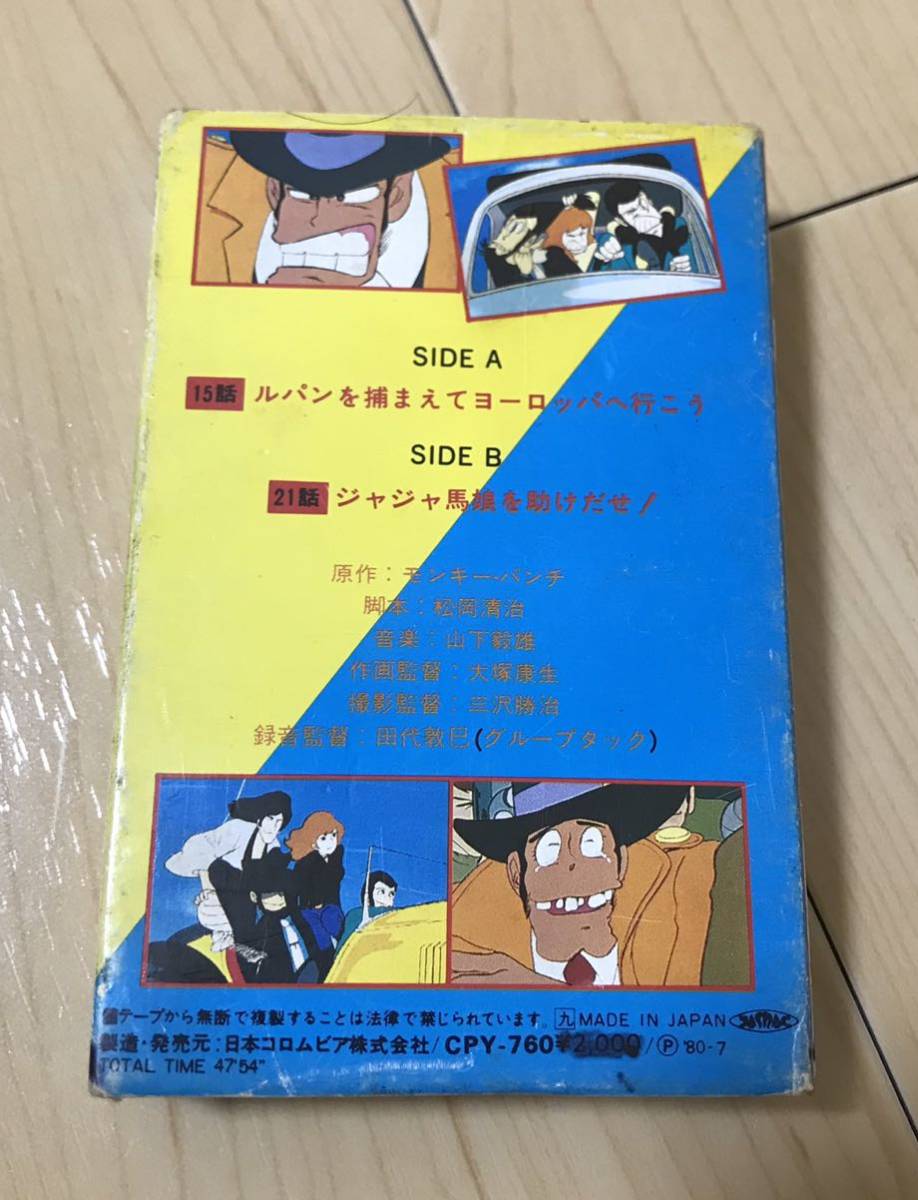 SIDE A
15話 ルパンを捕まえてヨーロッパへ行こう
SIDE B
21話 ジャジャ馬娘を助けだせ!
原作:モンキー・パンチ
脚本:松岡清治
音楽:山下毅雄
作画監督:大塚康生
撮影監督:三沢勝治
録音監督:田代敦巳(グループタック)
テープから無断で複製することは法律で禁じられています。 九 MADE IN JAPAN
製造・発売元:日本コロムビア株式会社/CPY-760 ¥2,000/Ⓟ '80-7
TOTAL TIME 47'54"